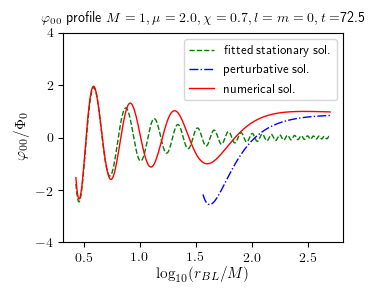 φ₀₀ profile M = 1, μ = 2.0, χ = 0.7, l = m = 0, t =72.5
fitted stationary sol.
perturbative sol.
numerical sol.
φ₀₀/Φ₀
4
2
0
−2
−4
0.5 1.0 1.5 2.0 2.5
log₁₀(r_BL/M)